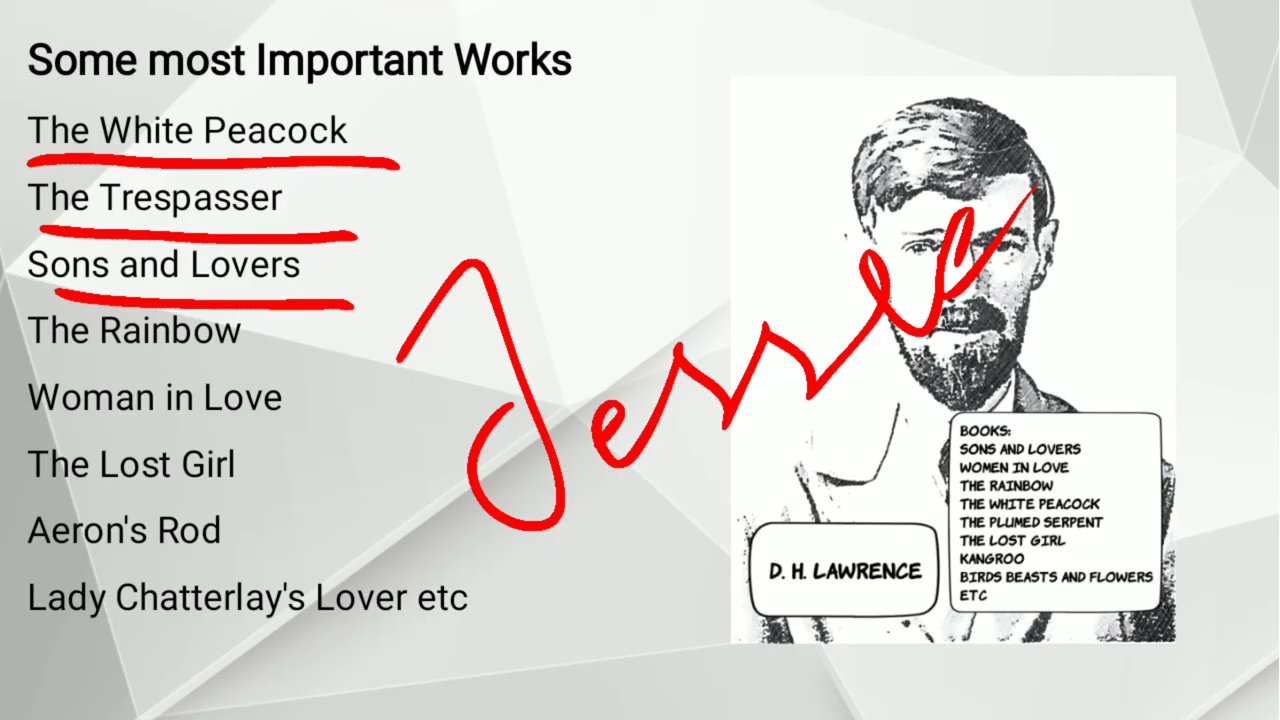 Some most Important Works
The White Peacock
The Trespasser
Sons and Lovers
The Rainbow
Woman in Love
The Lost Girl
Aeron's Rod
Lady Chatterlay's Lover etc
Jessie
D. H. LAWRENCE
BOOKS:
SONS AND LOVERS
WOMEN IN LOVE
THE RAINBOW
THE WHITE PEACOCK
THE PLUMED SERPENT
THE LOST GIRL
KANGROO
BIRDS BEASTS AND FLOWERS
ETC